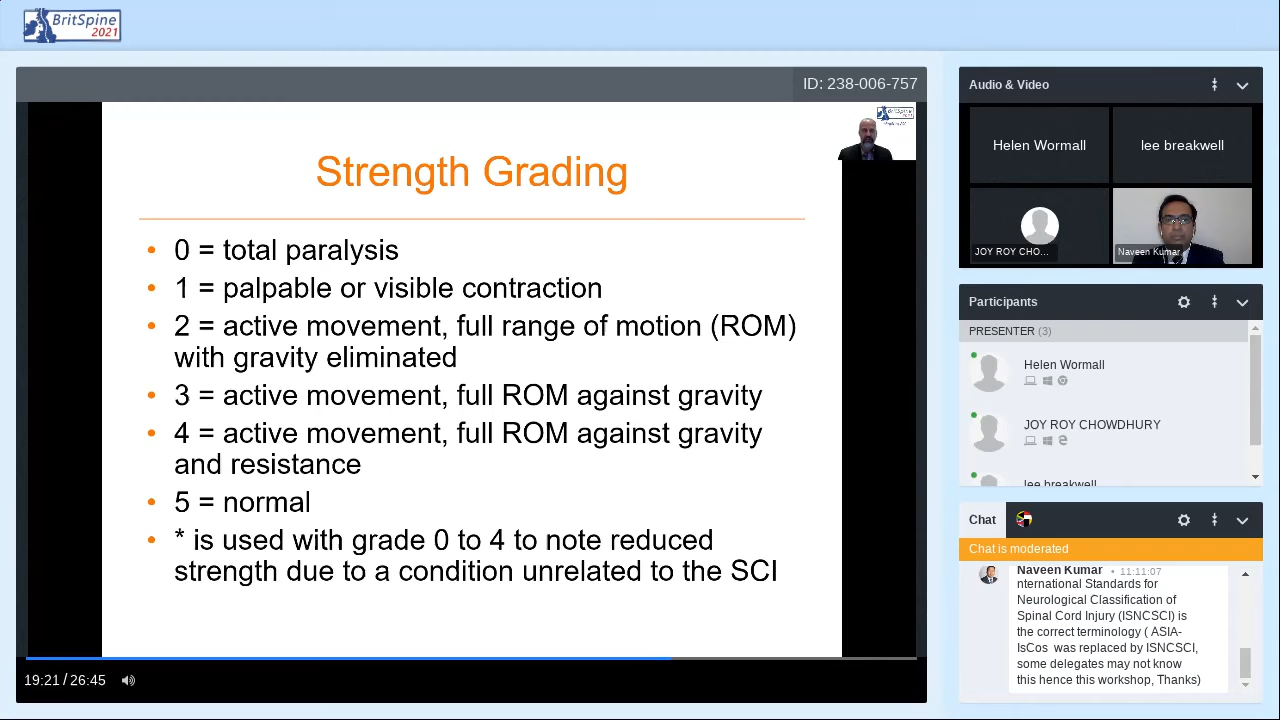 BritSpine
2021
ID: 238-006-757
Strength Grading
• 0 = total paralysis
• 1 = palpable or visible contraction
• 2 = active movement, full range of motion (ROM)
with gravity eliminated
• 3 = active movement, full ROM against gravity
• 4 = active movement, full ROM against gravity
and resistance
• 5 = normal
• * is used with grade 0 to 4 to note reduced
strength due to a condition unrelated to the SCI
19:21 / 26:45
Audio & Video
Helen Wormall
lee breakwell
JOY ROY CHO...
Naveen Kumar
Participants
PRESENTER (3)
Helen Wormall
JOY ROY CHOWDHURY
lee breakwell
Chat
Chat is moderated
Naveen Kumar • 11:11:07
nternational Standards for
Neurological Classification of
Spinal Cord Injury (ISNCSCI) is
the correct terminology ( ASIA-
IsCos was replaced by ISNCSCI,
some delegates may not know
this hence this workshop, Thanks)